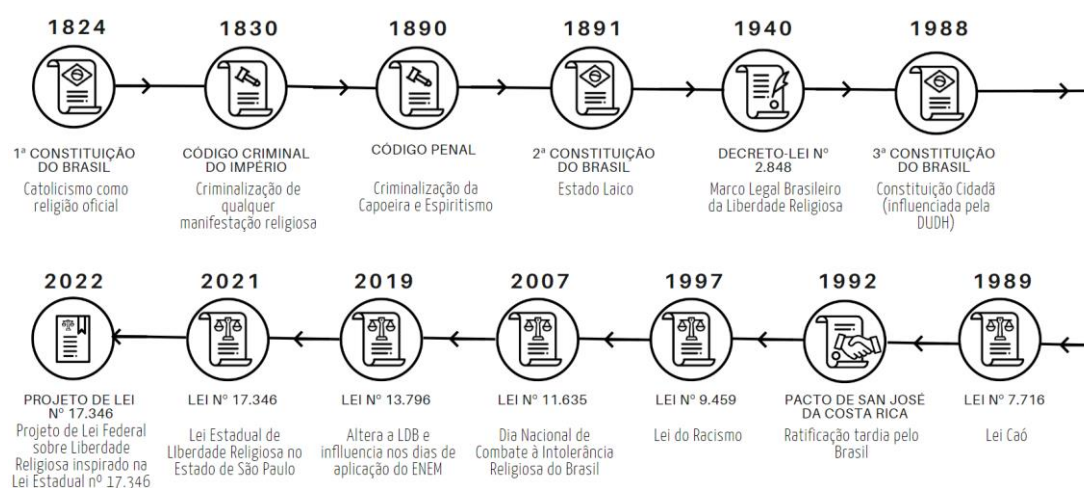 1824
1830
1890
1891
1940
1988
1ª CONSTITUIÇÃO
DO BRASIL
Catolicismo como
religião oficial
CÓDIGO CRIMINAL
DO IMPÉRIO
Criminalização de
qualquer
manifestação religiosa
CÓDIGO PENAL
Criminalização da
Capoeira e Espiritismo
2ª CONSTITUIÇÃO
DO BRASIL
Estado Laico
DECRETO-LEI Nº
2.848
Marco Legal Brasileiro
da Liberdade Religiosa
3ª CONSTITUIÇÃO
DO BRASIL
Constituição Cidadã
(influenciada pela
DUDH)
2022
2021
2019
2007
1997
1992
1989
PROJETO DE LEI
Nº 17.346
Projeto de Lei Federal
sobre Liberdade
Religiosa inspirado na
Lei Estadual nº 17.346
LEI Nº 17.346
Lei Estadual de
LIberdade Religiosa no
Estado de São Paulo
LEI Nº 13.796
Altera a LDB e
influencia nos dias de
aplicação do ENEM
LEI Nº 11.635
Dia Nacional de
Combate à Intolerância
Religiosa do Brasil
LEI Nº 9.459
Lei do Racismo
PACTO DE SAN JOSÉ
DA COSTA RICA
Ratificação tardia pelo
Brasil
LEI Nº 7.716
Lei Caó